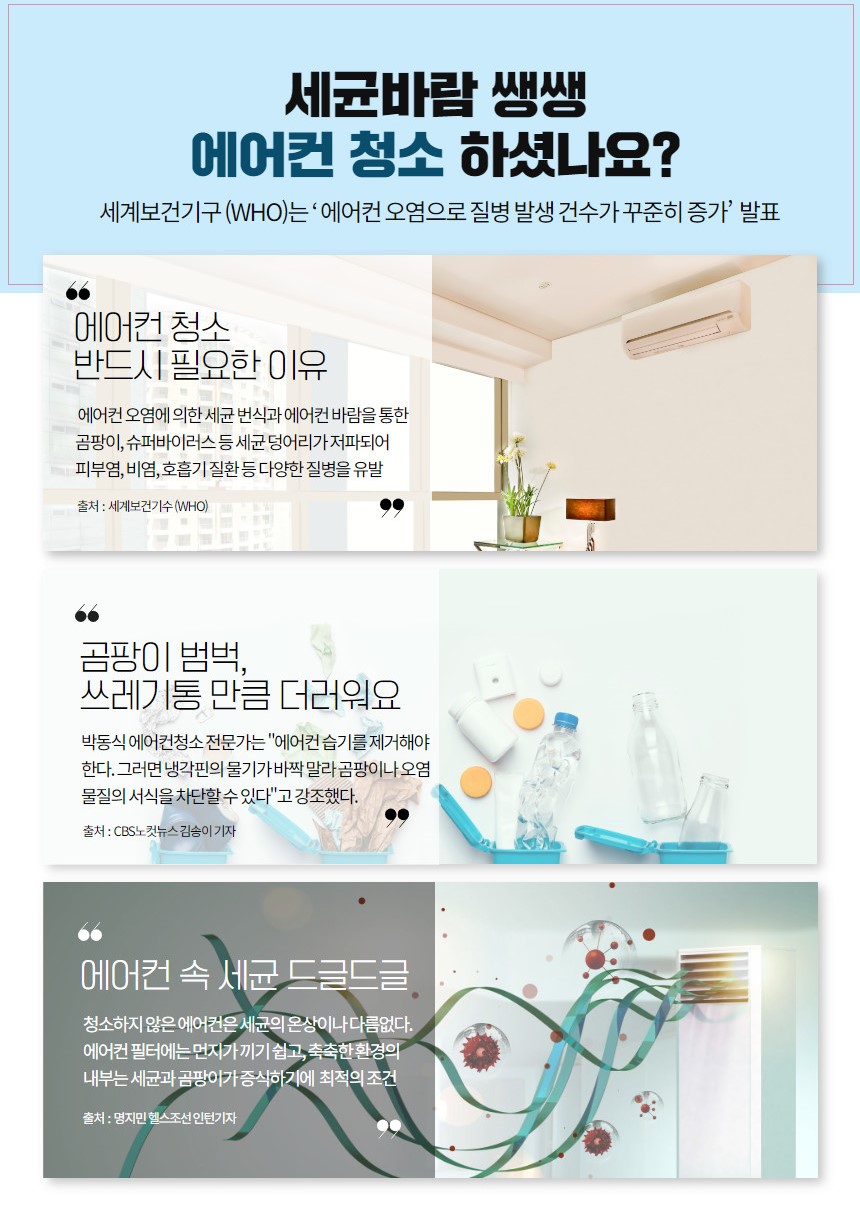 세균바람 쌩쌩
에어컨 청소 하셨나요?
세계보건기구 (WHO)는 ‘ 에어컨 오염으로 질병 발생 건수가 꾸준히 증가’ 발표
“
에어컨 청소
반드시 필요한 이유
에어컨 오염에 의한 세균 번식과 에어컨 바람을 통한
곰팡이, 슈퍼바이러스 등 세균 덩어리가 저파되어
피부염, 비염, 호흡기 질환 등 다양한 질병을 유발
출처 : 세계보건기수 (WHO)
”
“
곰팡이 범벅,
쓰레기통 만큼 더러워요
박동식 에어컨청소 전문가는 "에어컨 습기를 제거해야
한다. 그러면 냉각핀의 물기가 바짝 말라 곰팡이나 오염
물질의 서식을 차단할 수 있다"고 강조했다.
출처 : CBS노컷뉴스 김송이 기자
”
“
에어컨 속 세균 드글드글
청소하지 않은 에어컨은 세균의 온상이나 다름없다.
에어컨 필터에는 먼지가 끼기 쉽고, 축축한 환경의
내부는 세균과 곰팡이가 증식하기에 최적의 조건
출처 : 명지민 헬스조선 인턴기자
”